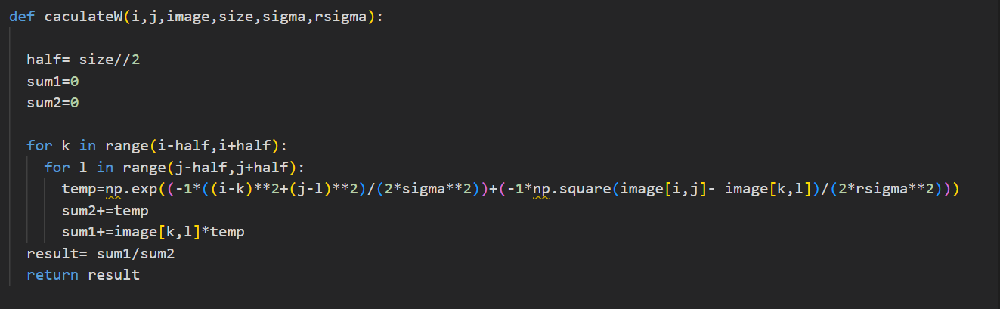 def caculateW(i,j,image,size,sigma,rsigma):
half= size//2
sum1=0
sum2=0
for k in range(i-half,i+half):
for l in range(j-half,j+half):
temp=np.exp((-1*((i-k)**2+(j-l)**2)/(2*sigma**2))+(-1*np.square(image[i,j]- image[k,l])/(2*rsigma**2)))
sum2+=temp
sum1+=image[k,l]*temp
result= sum1/sum2
return result